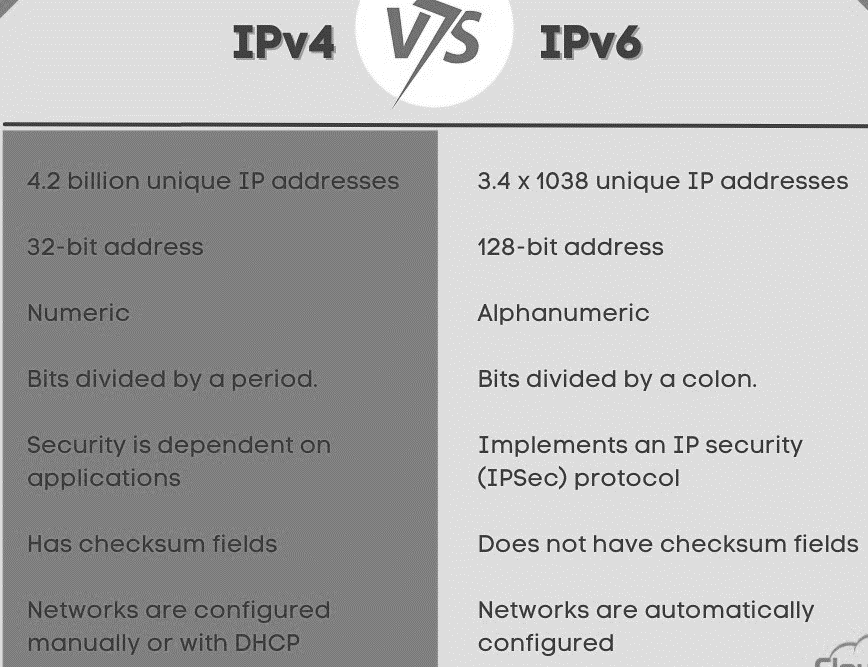 IPv4 VS IPv6
4.2 billion unique IP addresses
3.4 x 1038 unique IP addresses
32-bit address
128-bit address
Numeric
Alphanumeric
Bits divided by a period.
Bits divided by a colon.
Security is dependent on
applications
Implements an IP security
(IPSec) protocol
Has checksum fields
Does not have checksum fields
Networks are configured
manually or with DHCP
Networks are automatically
configured